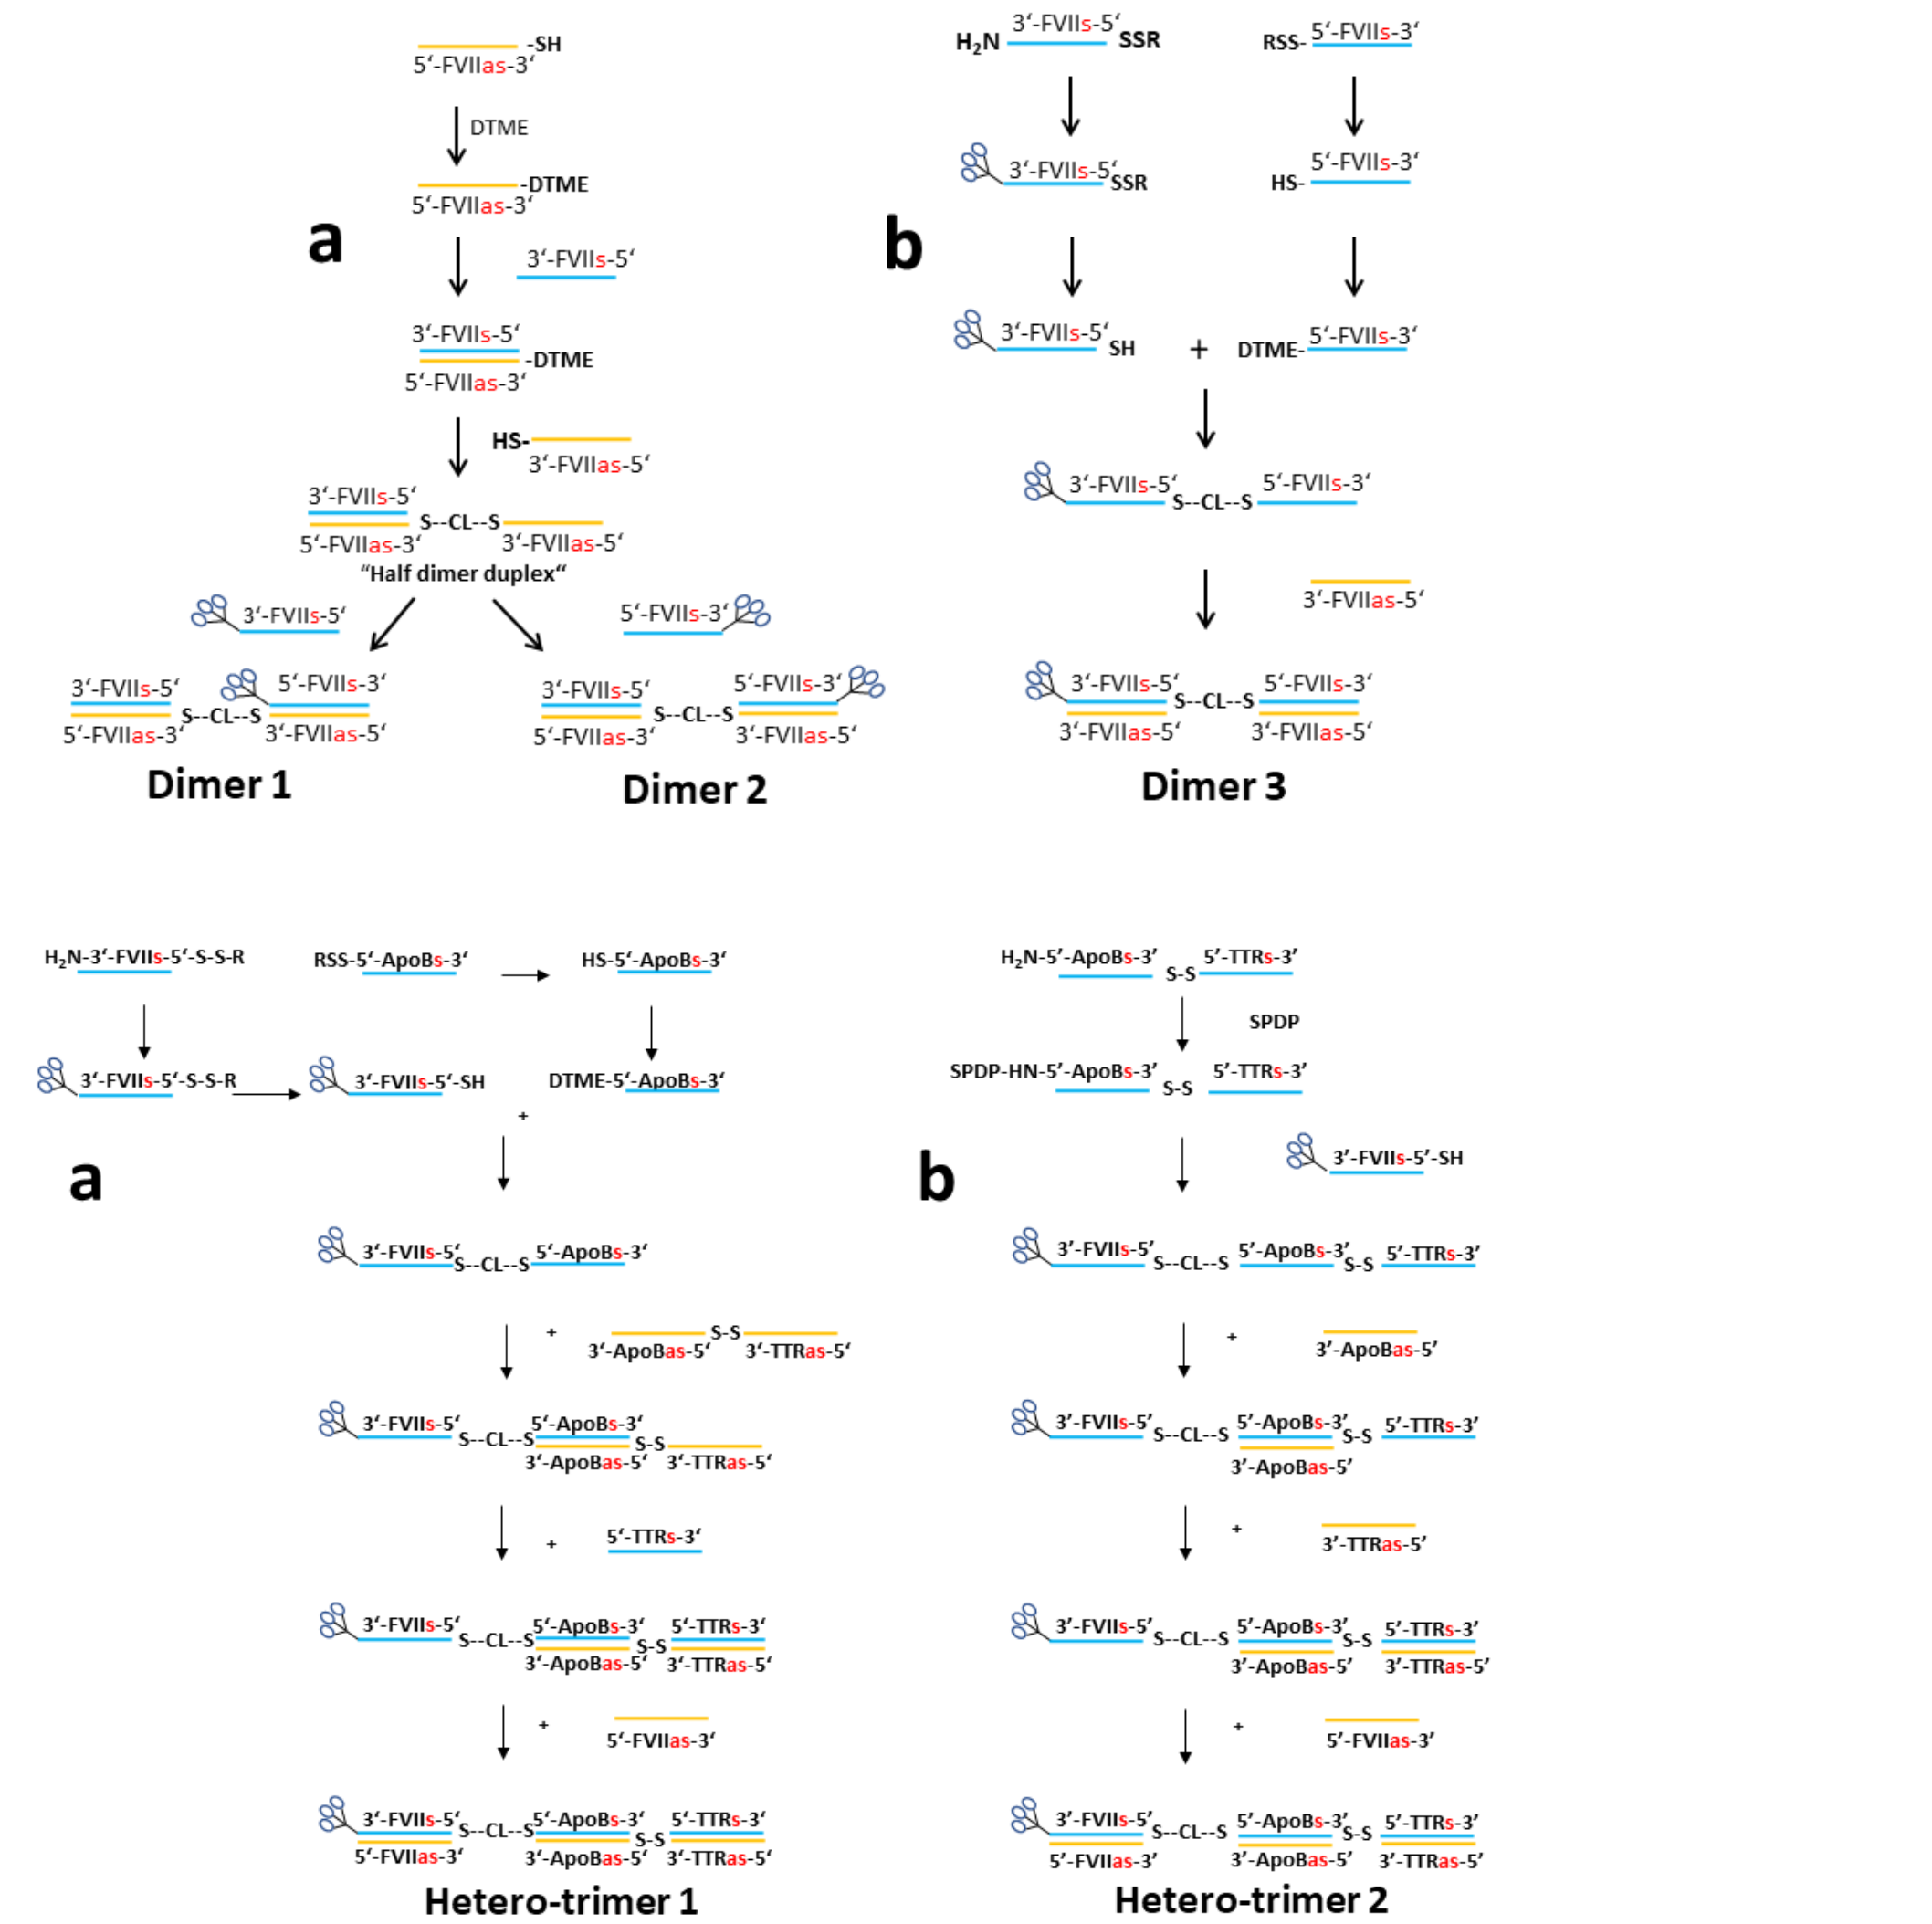 -SH
5‘-FVIIas-3‘
DTME
-DTME
5‘-FVIIas-3‘
a
3‘-FVIIs-5‘
3‘-FVIIs-5‘
-DTME
5‘-FVIIas-3‘
HS-
3‘-FVIIas-5‘
3‘-FVIIs-5‘
S--CL--S
5‘-FVIIas-3‘ 3‘-FVIIas-5‘
“Half dimer duplex“
3‘-FVIIs-5‘ 5‘-FVIIs-3‘
3‘-FVIIs-5‘ 5‘-FVIIs-3‘
S--CL--S
5‘-FVIIas-3‘ 3‘-FVIIas-5‘
Dimer 1
3‘-FVIIs-5‘ 5‘-FVIIs-3‘
S--CL--S
5‘-FVIIas-3‘ 3‘-FVIIas-5‘
Dimer 2
H2N 3‘-FVIIs-5‘ SSR
RSS- 5‘-FVIIs-3‘
3‘-FVIIs-5‘ SSR
5‘-FVIIs-3‘
HS-
b
3‘-FVIIs-5‘ SH + DTME- 5‘-FVIIs-3‘
3‘-FVIIs-5‘ S--CL--S 5‘-FVIIs-3‘
3‘-FVIIas-5‘
3‘-FVIIs-5‘ S--CL--S 5‘-FVIIs-3‘
3‘-FVIIas-5‘ 3‘-FVIIas-5‘
Dimer 3
H2N-3‘-FVIIs-5‘-S-S-R RSS-5‘-ApoBs-3‘ HS-5‘-ApoBs-3‘
3‘-FVIIs-5‘-S-S-R 3‘-FVIIs-5‘-SH DTME-5‘-ApoBs-3‘
+
a
3‘-FVIIs-5‘ S--CL--S 5‘-ApoBs-3‘
+ S-S
3‘-ApoBas-5‘ 3‘-TTRas-5‘
3‘-FVIIs-5‘ S--CL--S 5‘-ApoBs-3‘ S-S
3‘-ApoBas-5‘ 3‘-TTRas-5‘
+ 5‘-TTRs-3‘
3‘-FVIIs-5‘ S--CL--S 5‘-ApoBs-3‘ S-S 5‘-TTRs-3‘
3‘-ApoBas-5‘ 3‘-TTRas-5‘
+ 5‘-FVIIas-3‘
3‘-FVIIs-5‘ S--CL--S 5‘-ApoBs-3‘ S-S 5‘-TTRs-3‘
5‘-FVIIas-3‘ 3‘-ApoBas-5‘ 3‘-TTRas-5‘
Hetero-trimer 1
H2N-5’-ApoBs-3’ S-S 5’-TTRs-3’
SPDP
SPDP-HN-5’-ApoBs-3’ S-S 5’-TTRs-3’
3’-FVIIs-5’-SH
b
3’-FVIIs-5’ S--CL--S 5’-ApoBs-3’ S-S 5’-TTRs-3’
+ 3’-ApoBas-5’
3’-FVIIs-5’ S--CL--S 5’-ApoBs-3’ S-S 5’-TTRs-3’
3’-ApoBas-5’
+ 3’-TTRas-5’
3’-FVIIs-5’ S--CL--S 5’-ApoBs-3’ S-S 5’-TTRs-3’
3’-ApoBas-5’ 3’-TTRas-5’
+ 5’-FVIIas-3’
3’-FVIIs-5’ S--CL--S 5’-ApoBs-3’ S-S 5’-TTRs-3’
5’-FVIIas-3’ 3’-ApoBas-5’ 3’-TTRas-5’
Hetero-trimer 2